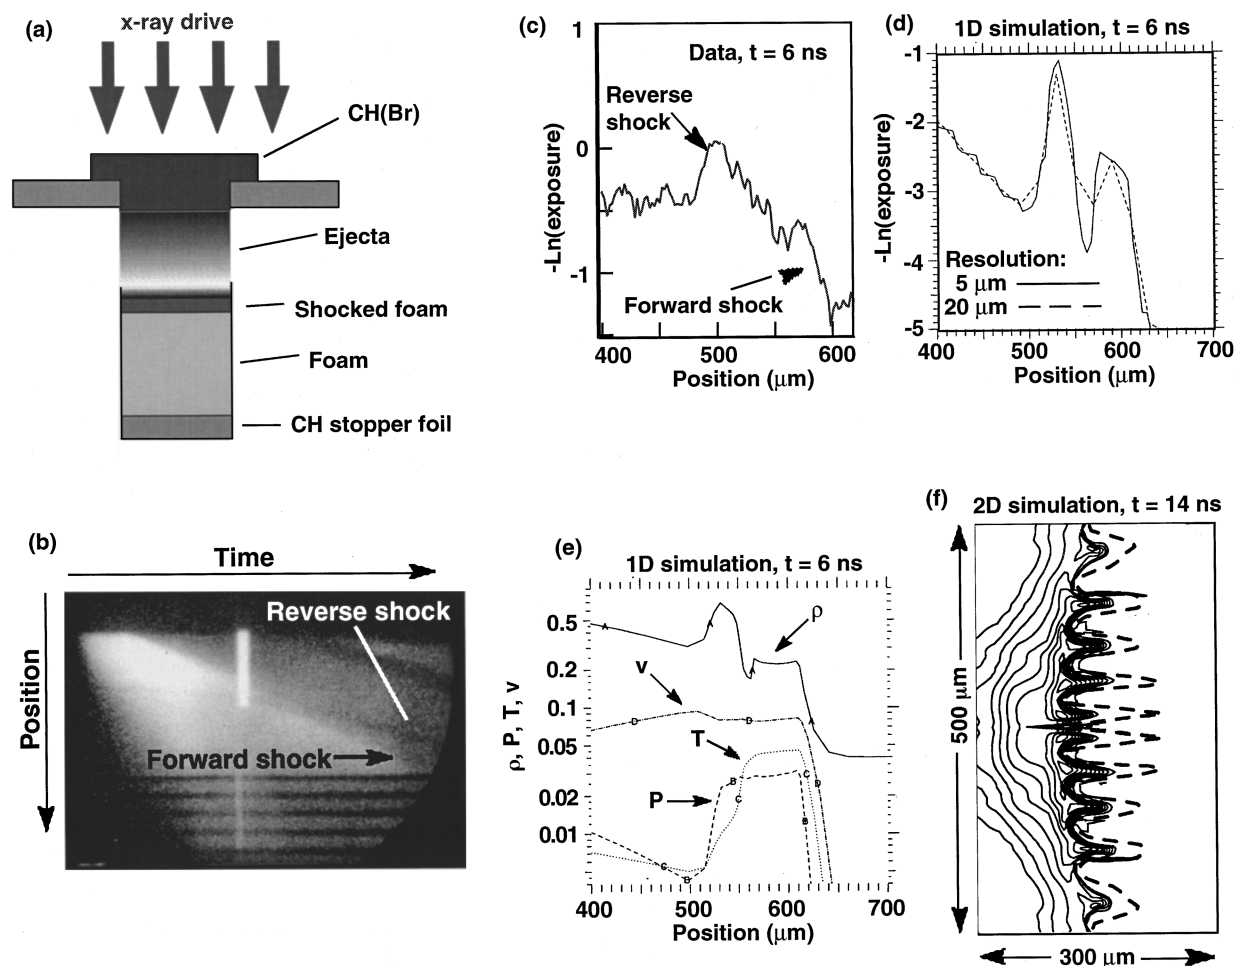 (a)
x-ray drive
CH(Br)
Ejecta
Shocked foam
Foam
CH stopper foil
(b)
Time
Position
Reverse shock
Forward shock
(c)
Data, t = 6 ns
Reverse
shock
Forward shock
-Ln(exposure)
1
0
-1
400 500 600
Position (μm)
(d)
1D simulation, t = 6 ns
-Ln(exposure)
-1
-2
-3
-4
-5
Resolution:
5 μm
20 μm
400 500 600 700
Position (μm)
(e)
1D simulation, t = 6 ns
ρ, P, T, v
0.5
0.2
0.1
0.05
0.02
0.01
ρ
v
T
P
A
A
A
A
D
D
D
B
B
B
B
C
C
C
400 500 600 700
Position (μm)
(f)
2D simulation, t = 14 ns
500 μm
300 μm